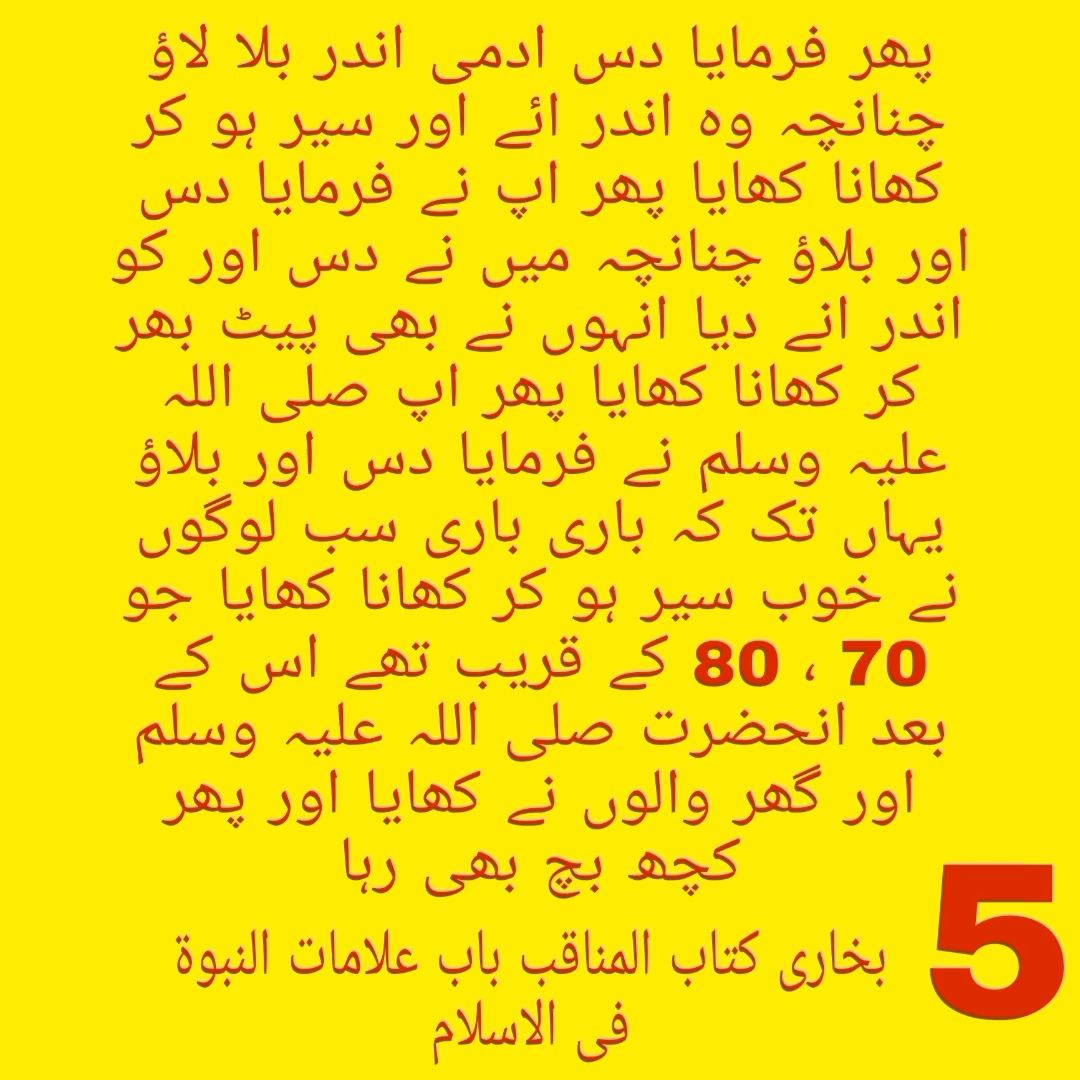 پھر فرمایا دس ادمی اندر بلا لاؤ
چنانچہ وہ اندر ائے اور سیر ہو کر
کھانا کھایا پھر اپ نے فرمایا دس
اور بلاؤ چنانچہ میں نے دس اور کو
اندر انے دیا انہوں نے بھی پیٹ بھر
کر کھانا کھایا پھر اپ صلی اللہ
علیہ وسلم نے فرمایا دس اور بلاؤ
یہاں تک کہ باری باری سب لوگوں
نے خوب سیر ہو کر کھانا کھایا جو
70 ، 80 کے قریب تھے اس کے
بعد انحضرت صلی اللہ علیہ وسلم
اور گھر والوں نے کھایا اور پھر
کچھ بچ بھی رہا
5
بخاری کتاب المناقب باب علامات النبوة
فی الاسلام